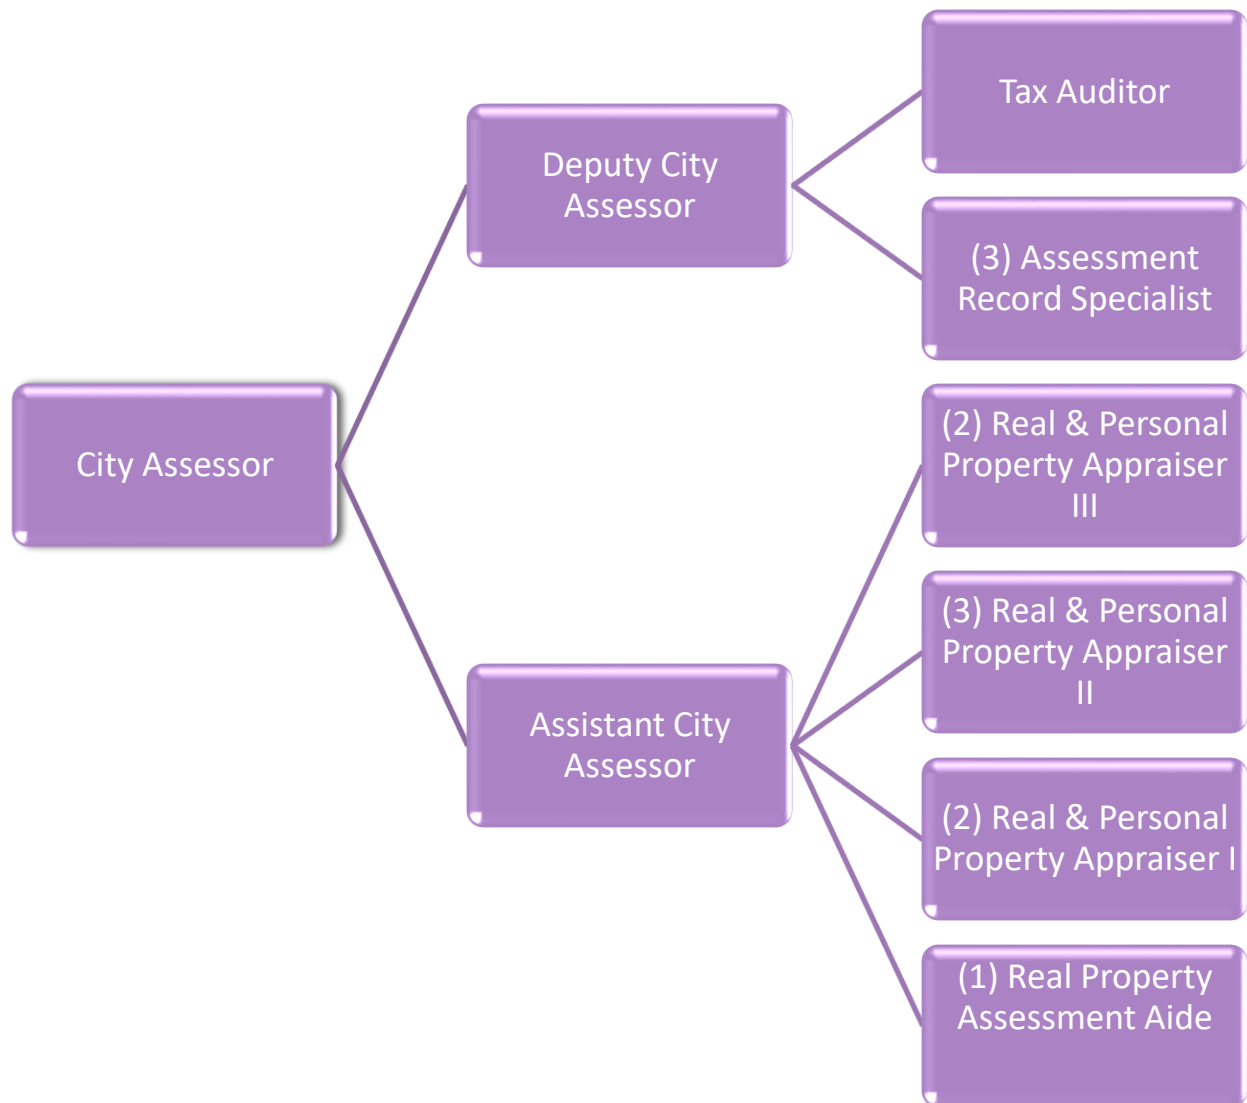 City Assessor
Deputy City
Assessor
Tax Auditor
(3) Assessment
Record Specialist
Assistant City
Assessor
(2) Real & Personal
Property Appraiser
III
(3) Real & Personal
Property Appraiser
II
(2) Real & Personal
Property Appraiser I
(1) Real Property
Assessment Aide